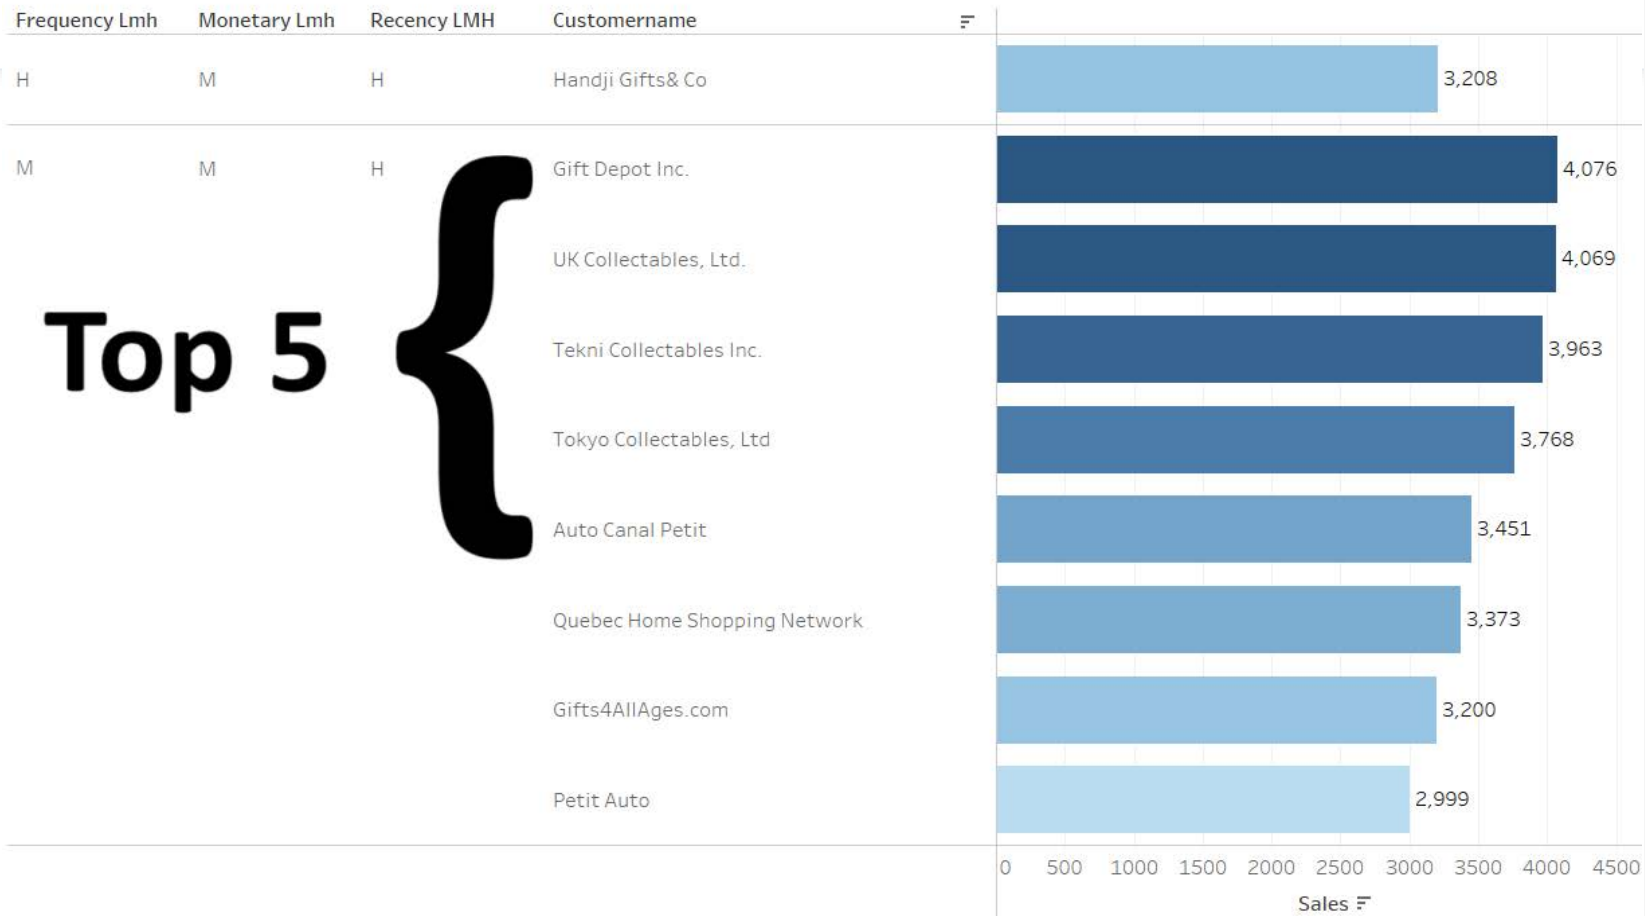 Frequency Lmh Monetary Lmh Recency LMH Customername
H M H Handji Gifts& Co 3,208
M M H Gift Depot Inc. 4,076
UK Collectables, Ltd. 4,069
Top 5
Tekni Collectables Inc. 3,963
Tokyo Collectables, Ltd 3,768
Auto Canal Petit 3,451
Quebec Home Shopping Network 3,373
Gifts4AllAges.com 3,200
Petit Auto 2,999
0 500 1000 1500 2000 2500 3000 3500 4000 4500
Sales